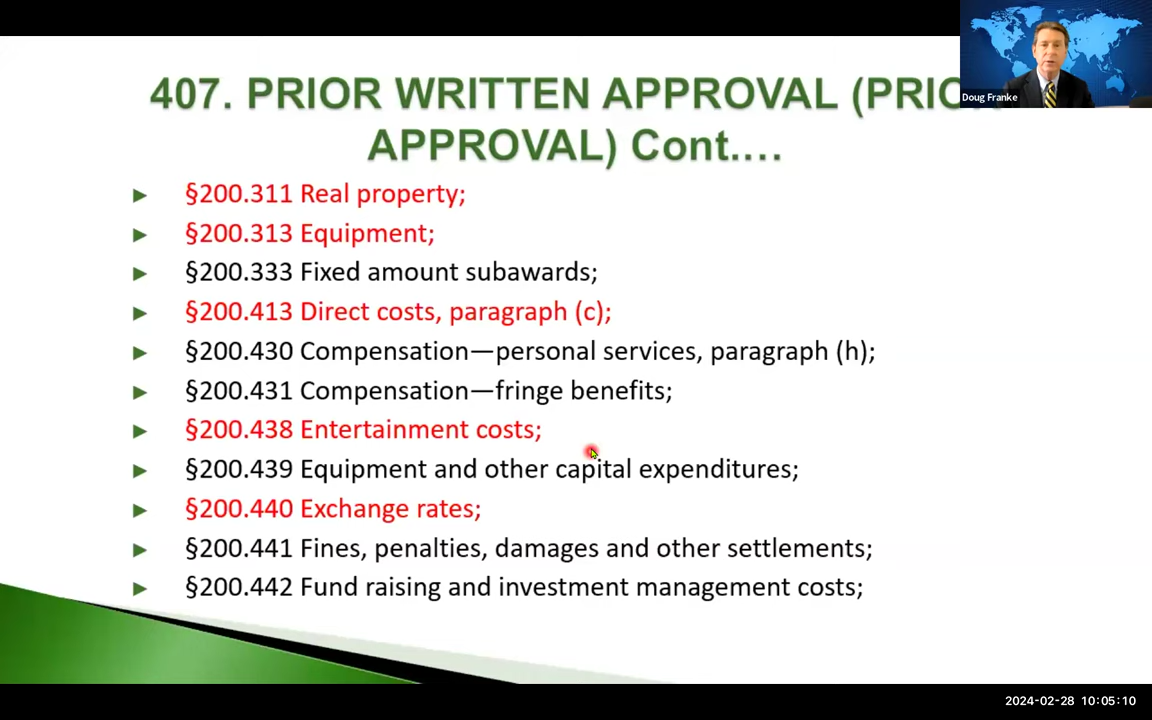 407. PRIOR WRITTEN APPROVAL (PRIO
APPROVAL) Cont.…
Doug Franke
► §200.311 Real property;
► §200.313 Equipment;
► §200.333 Fixed amount subawards;
► §200.413 Direct costs, paragraph (c);
► §200.430 Compensation—personal services, paragraph (h);
► §200.431 Compensation—fringe benefits;
► §200.438 Entertainment costs;
► §200.439 Equipment and other capital expenditures;
► §200.440 Exchange rates;
► §200.441 Fines, penalties, damages and other settlements;
► §200.442 Fund raising and investment management costs;
2024-02-28 10:05:10